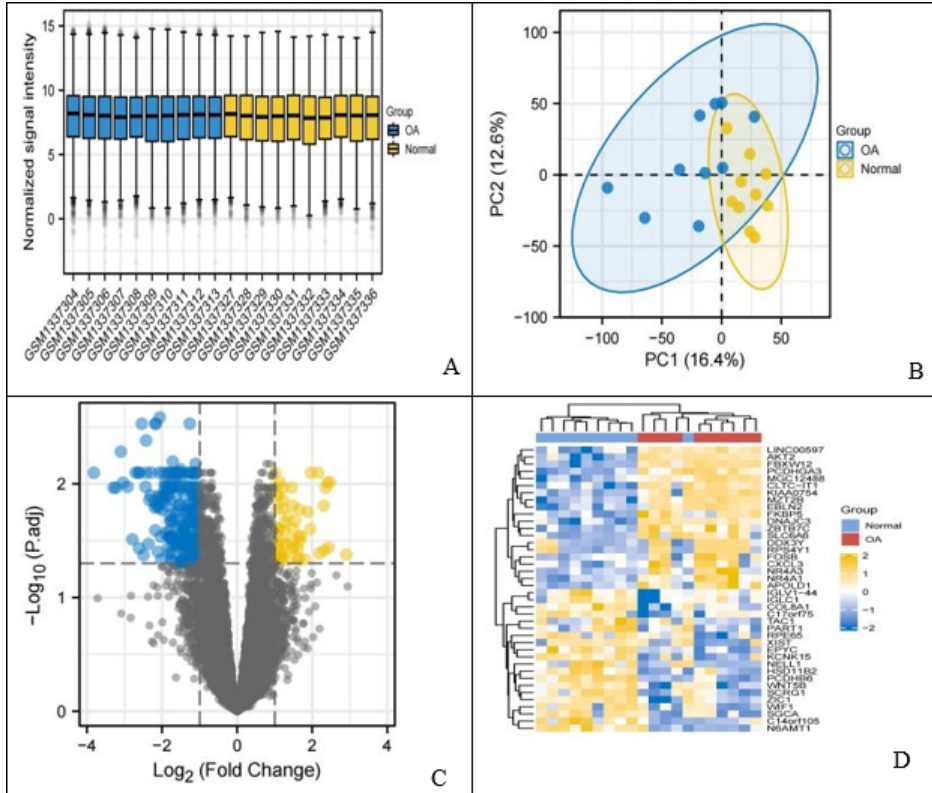 15
10
5
0
Normalized signal intensity
Group
OA
Normal
GSM1337304
GSM1337305
GSM1337306
GSM1337307
GSM1337308
GSM1337309
GSM1337310
GSM1337311
GSM1337312
GSM1337313
GSM1337327
GSM1337328
GSM1337329
GSM1337330
GSM1337331
GSM1337332
GSM1337333
GSM1337334
GSM1337335
GSM1337336
A
100
50
0
−50
−100
PC2 (12.6%)
−100
−50
0
50
PC1 (16.4%)
Group
OA
Normal
B
2
1
0
−Log10 (P.adj)
−4
−2
0
2
4
Log2 (Fold Change)
C
LINC00597
AKT2
FBXW12
PCDHGA3
MGC12488
CLTC−IT1
KIAA0754
MZT2B
EBLN2
FKBP5
DNAJC3
ZBTB7C
SLC6A6
DDX3Y
RPS4Y1
FOSB
CXCL3
NR4A3
NR4A1
APOLD1
IGLV1−44
IGLC1
COL8A1
C17orf75
TAC1
PART1
RPE65
XIST
EPYC
KCNK15
NELL1
HSD11B2
PCDHB6
WNT5B
SCRG1
ZIC1
WIF1
SGCA
C14orf105
N6AMT1
Group
Normal
OA
2
1
0
−1
−2
D